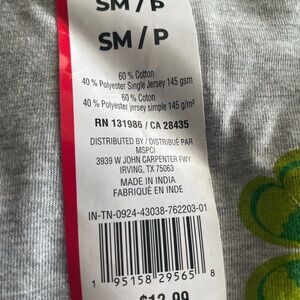 SM/P
SM/P
60 % Cotton
40 % Polyester Single Jersey 145 gsm
60 % Coton
40 % Polyester jersey simple 145 g/m²
RN 131986 / CA 28435
DISTRIBUTED BY / DISTRIBUÉ PAR
MSPCI
3939 W JOHN CARPENTER FWY
IRVING, TX 75063
MADE IN INDIA
FABRIQUÉ EN INDE
IN-TN-0924-43038-762203-01
1 95158 29565 8
$12.99